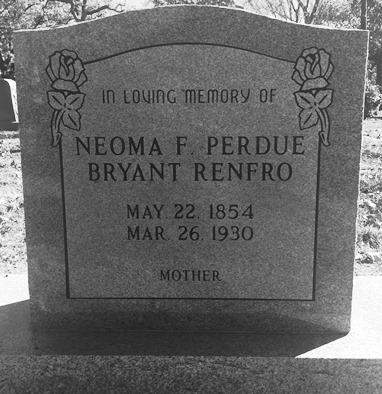 IN LOVING MEMORY OF
NEOMA F. PERDUE
BRYANT RENFRO
MAY 22, 1854
MAR. 26, 1930
MOTHER